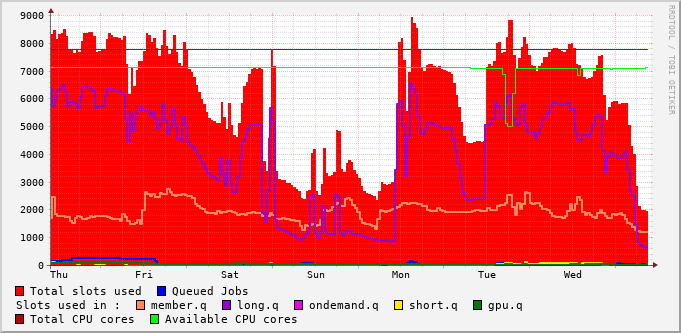 9000
8000
7000
6000
5000
4000
3000
2000
1000
0
Thu Fri Sat Sun Mon Tue Wed
RRDTOOL / TOBI OETIKER
Total slots used Queued Jobs
Slots used in : member.q long.q ondemand.q short.q gpu.q
Total CPU cores Available CPU cores